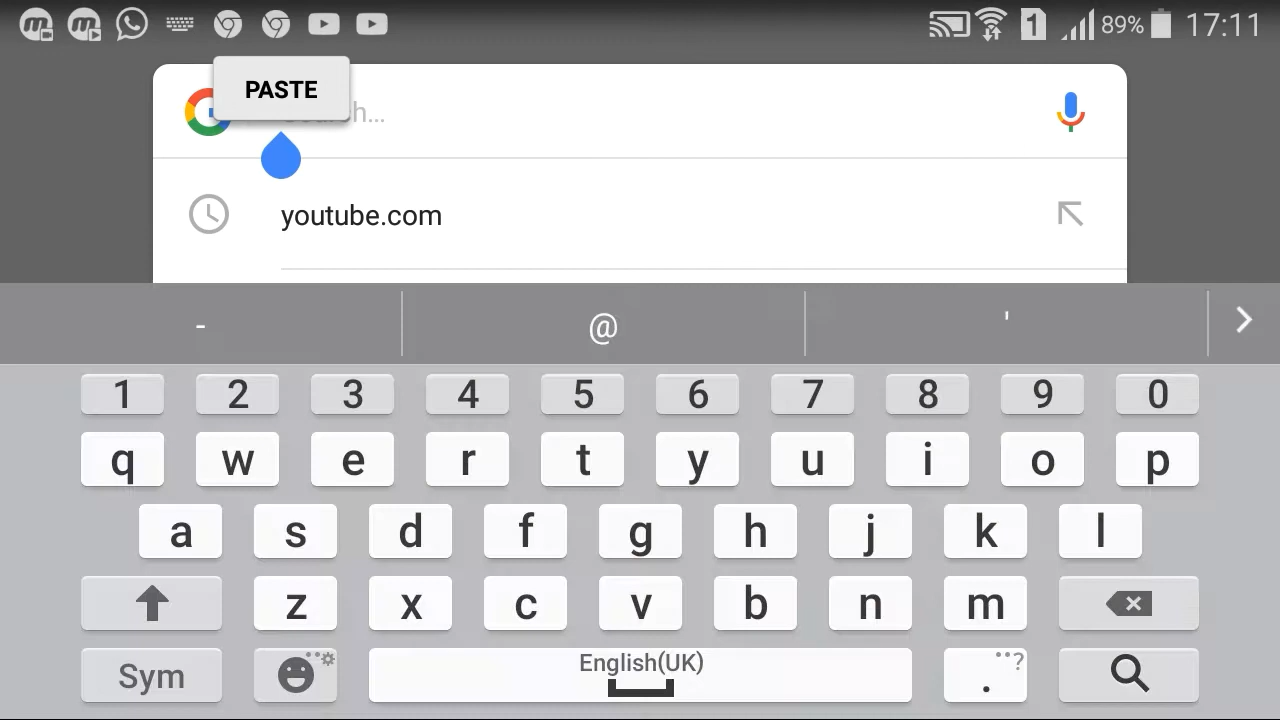 1 89% 17:11
PASTE
h...
youtube.com
- @ '
1 2 3 4 5 6 7 8 9 0
q w e r t y u i o p
a s d f g h j k l
z x c v b n m
Sym English(UK) . ?